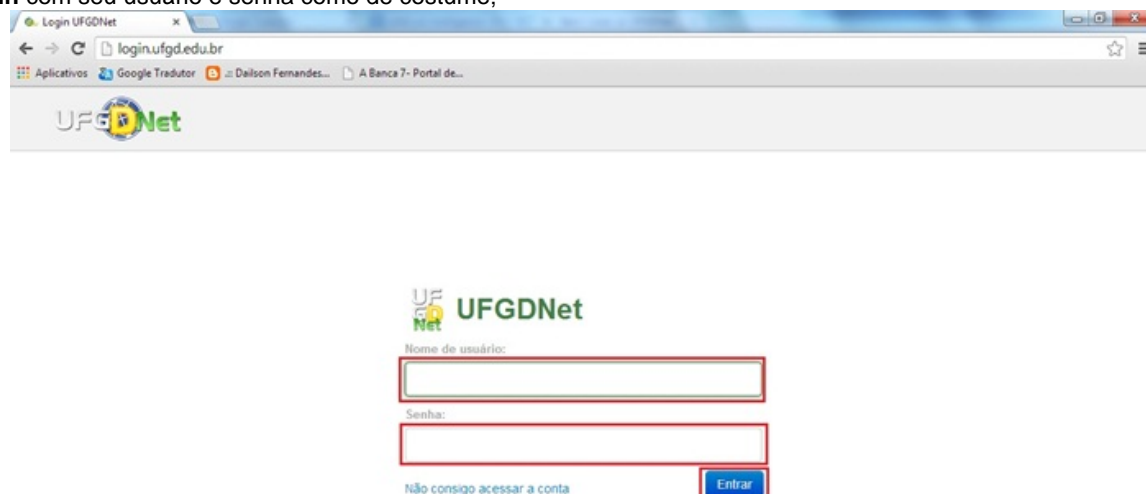 com seu usuário e senha como de costume,
Login UFGDNet
login.ufgd.edu.br
Aplicativos Google Tradutor .:: Dailson Fernandes... A Banca 7- Portal de...
UFGDNet
UFGDNet UFGDNet
Nome de usuário:
Senha:
Não consigo acessar a conta Entrar